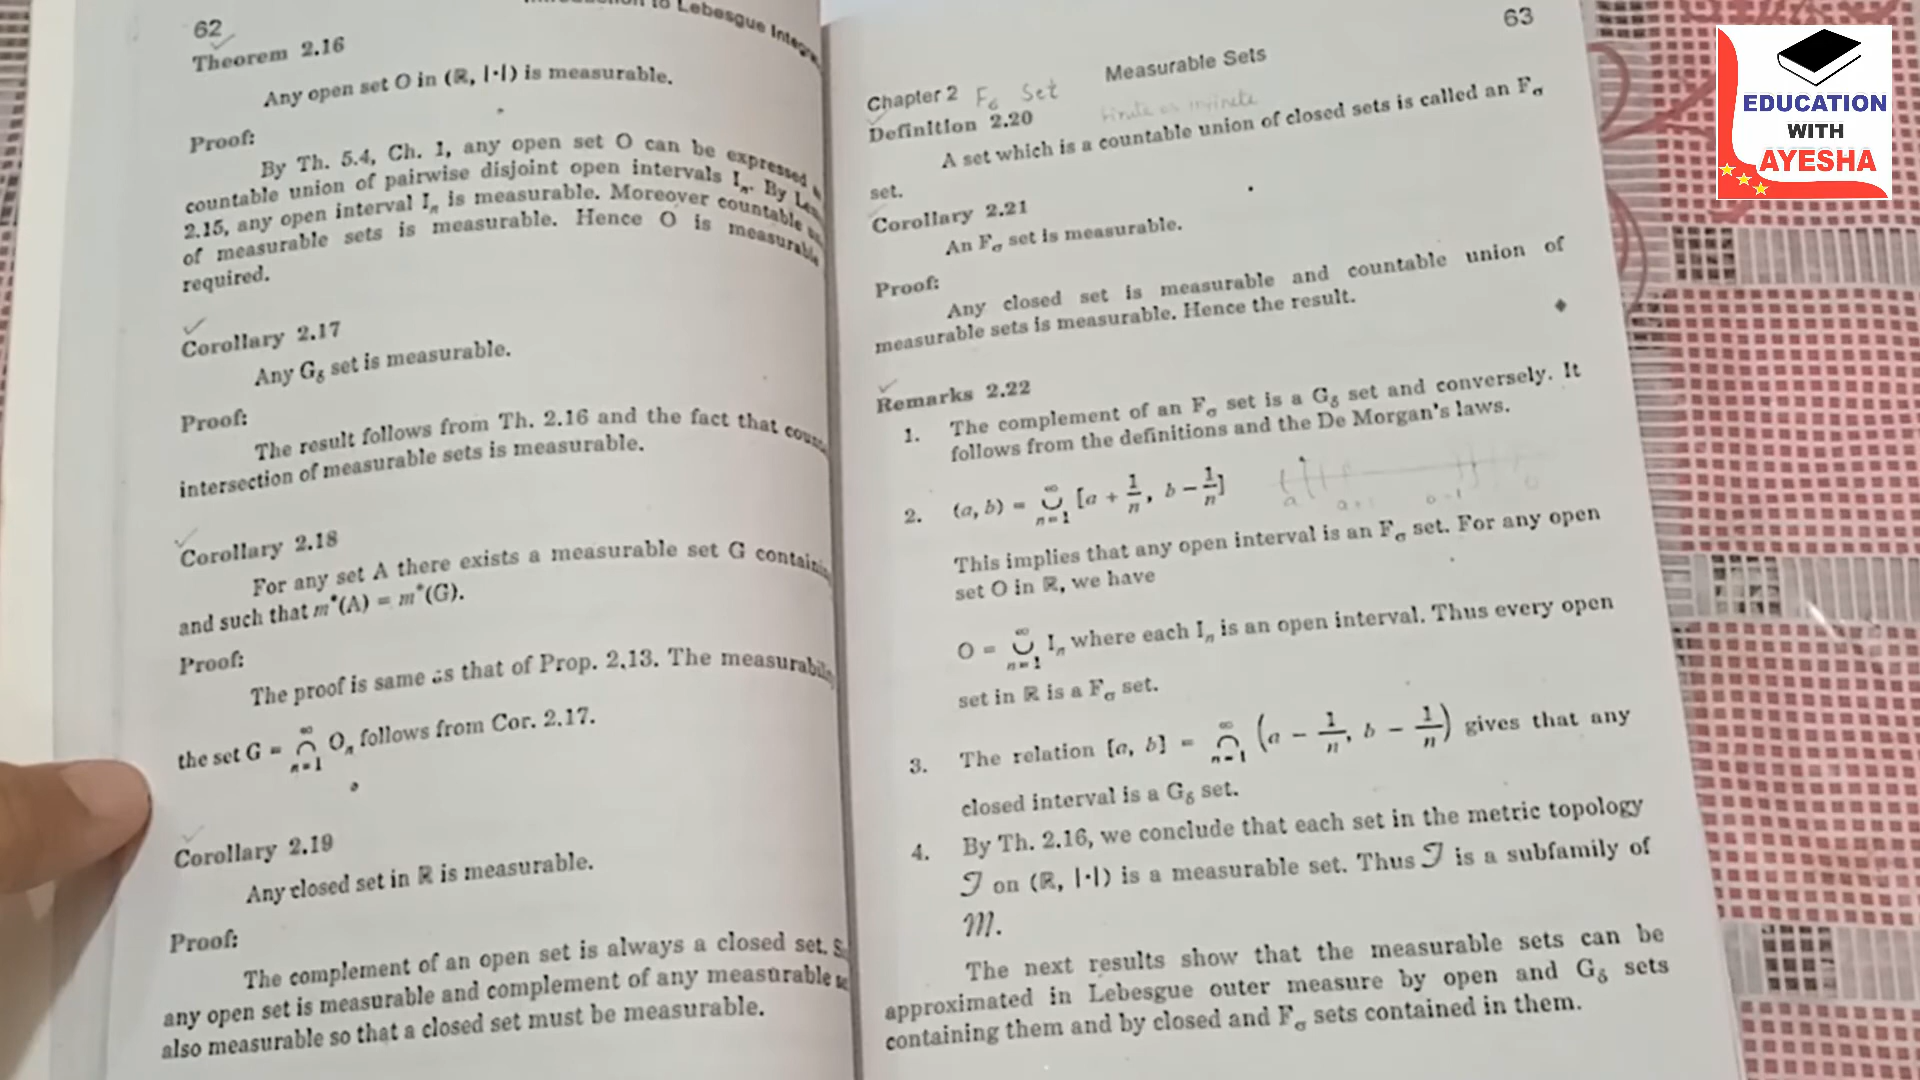 62
Theorem 2.16
Any open set O in (ℝ, |·|) is measurable.
Proof:
By Th. 5.4, Ch. 1, any open set O can be expressed
countable union of pairwise disjoint open intervals Iₙ. By
2.15, any open interval Iₙ is measurable. Moreover countable
of measurable sets is measurable. Hence O is measurable
required.
Corollary 2.17
Any G_δ set is measurable.
Proof:
The result follows from Th. 2.16 and the fact that
intersection of measurable sets is measurable.
Corollary 2.18
For any set A there exists a measurable set G
and such that m*(A) = m*(G).
Proof:
The proof is same as that of Prop. 2.13. The
the set G = ∩_{n=1}^∞ Oₙ follows from Cor. 2.17.
Corollary 2.19
Any closed set in ℝ is measurable.
Proof:
The complement of an open set is always a closed set.
any open set is measurable and complement of any measurable
also measurable so that a closed set must be measurable.
to Lebesgue
63
Chapter 2 F_σ Set Measurable Sets
Definition 2.20 finite or infinite
A set which is a countable union of closed sets is called an F_σ
set.
Corollary 2.21
An F_σ set is measurable.
Proof:
Any closed set is measurable and countable union of
measurable sets is measurable. Hence the result.
Remarks 2.22
1. The complement of an F_σ set is a G_δ set and conversely. It
follows from the definitions and the De Morgan's laws.
2. (a, b) = ∪_{n=1}^∞ [a + 1/n, b − 1/n]
This implies that any open interval is an F_σ set. For any open
set O in ℝ, we have
O = ∪_{n=1}^∞ Iₙ where each Iₙ is an open interval. Thus every open
set in ℝ is a F_σ set.
3. The relation [a, b] = ∩_{n=1}^∞ (a − 1/n, b − 1/n) gives that any
closed interval is a G_δ set.
4. By Th. 2.16, we conclude that each set in the metric topology
𝒯 on (ℝ, |·|) is a measurable set. Thus 𝒯 is a subfamily of
𝔐.
The next results show that the measurable sets can be
approximated in Lebesgue outer measure by open and G_δ sets
containing them and by closed and F_σ sets contained in them.
EDUCATION
WITH
AYESHA